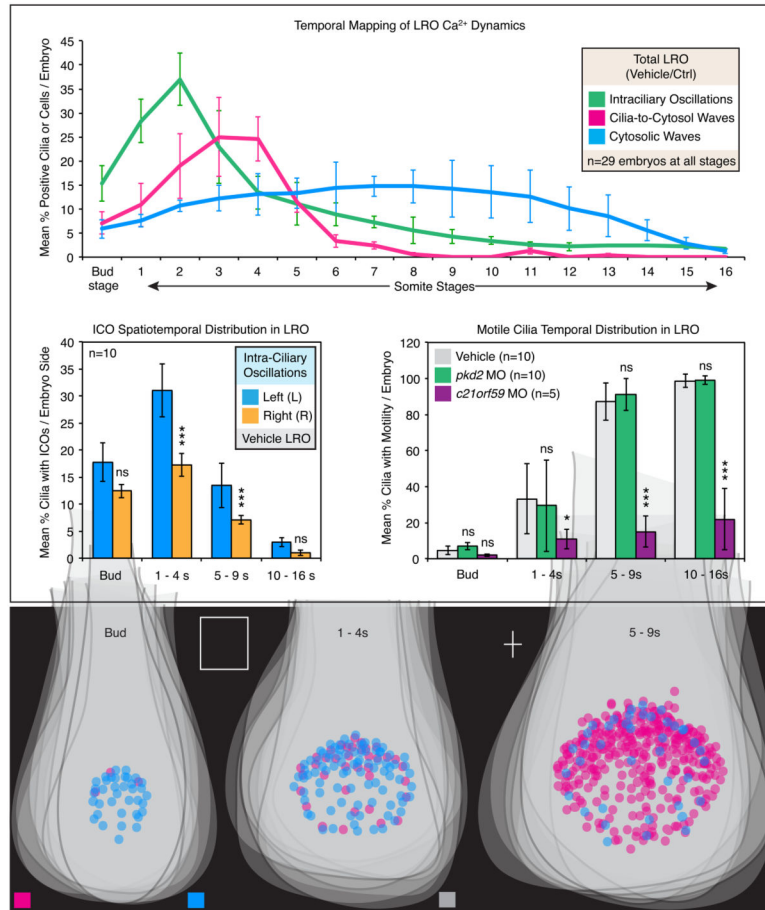 Temporal Mapping of LRO Ca²⁺ Dynamics
Mean % Positive Cilia or Cells / Embryo
45
40
35
30
25
20
15
10
5
0
Total LRO
(Vehicle/Ctrl)
Intraciliary Oscillations
Cilia-to-Cytosol Waves
Cytosolic Waves
n=29 embryos at all stages
Bud stage 1 2 3 4 5 6 7 8 9 10 11 12 13 14 15 16
Somite Stages
ICO Spatiotemporal Distribution in LRO
Mean % Cilia with ICOs / Embryo Side
40
35
30
25
20
15
10
5
0
n=10
Intra-Ciliary
Oscillations
Left (L)
Right (R)
Vehicle LRO
ns
***
***
ns
Bud 1 - 4 s 5 - 9 s 10 - 16 s
Motile Cilia Temporal Distribution in LRO
Mean % Cilia with Motility / Embryo
120
100
80
60
40
20
0
Vehicle (n=10)
pkd2 MO (n=10)
c21orf59 MO (n=5)
ns ns
ns *
ns ***
ns ***
Bud 1 - 4s 5 - 9s 10 - 16s
Bud 1 - 4s 5 - 9s